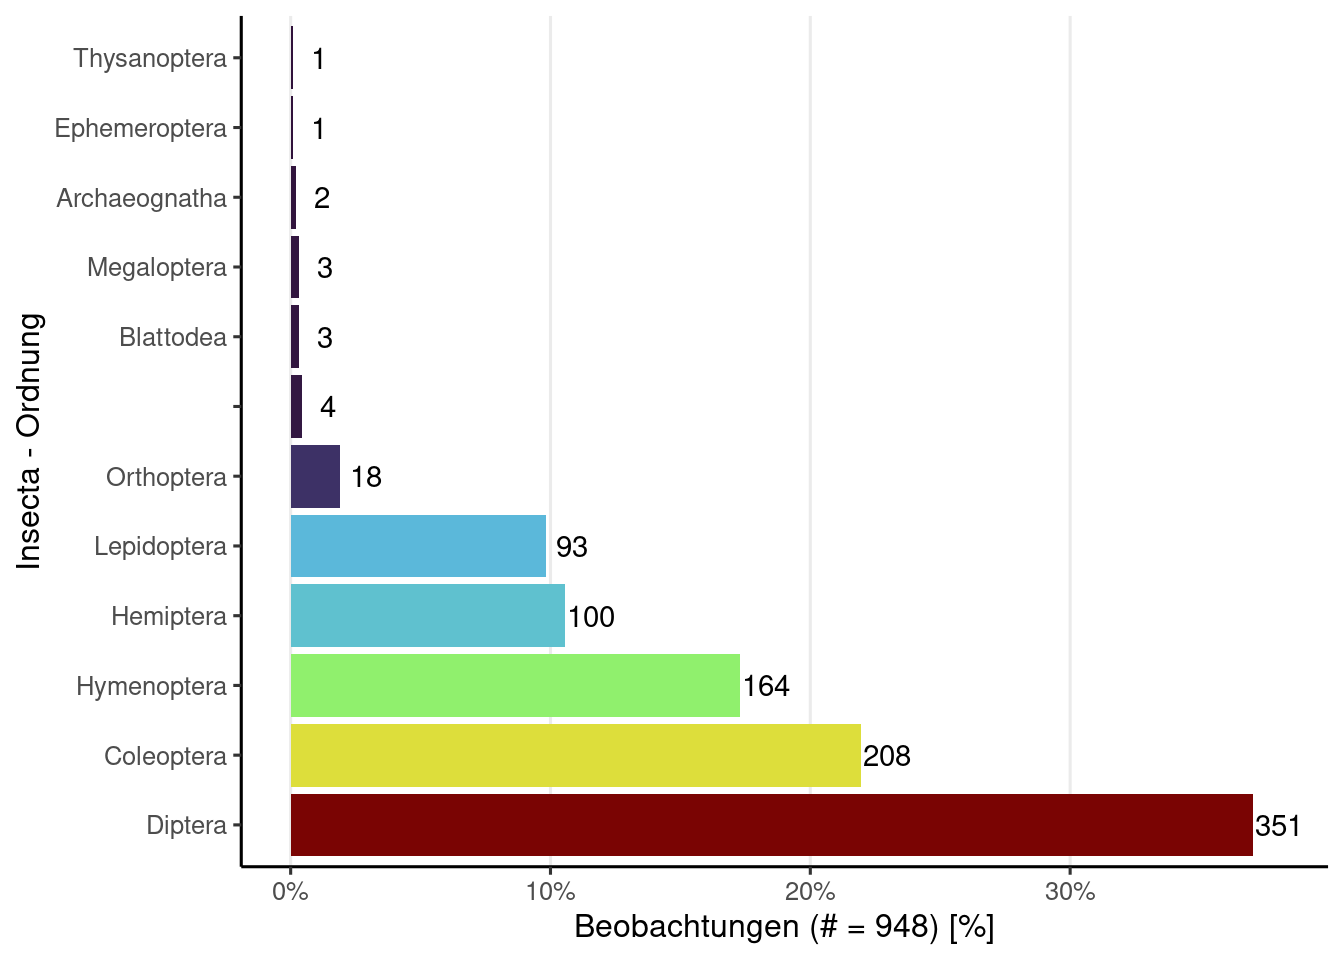 Insecta - Ordnung
Thysanoptera 1
Ephemeroptera 1
Archaeognatha 2
Megaloptera 3
Blattodea 3
4
Orthoptera 18
Lepidoptera 93
Hemiptera 100
Hymenoptera 164
Coleoptera 208
Diptera 351
0% 10% 20% 30%
Beobachtungen (# = 948) [%]